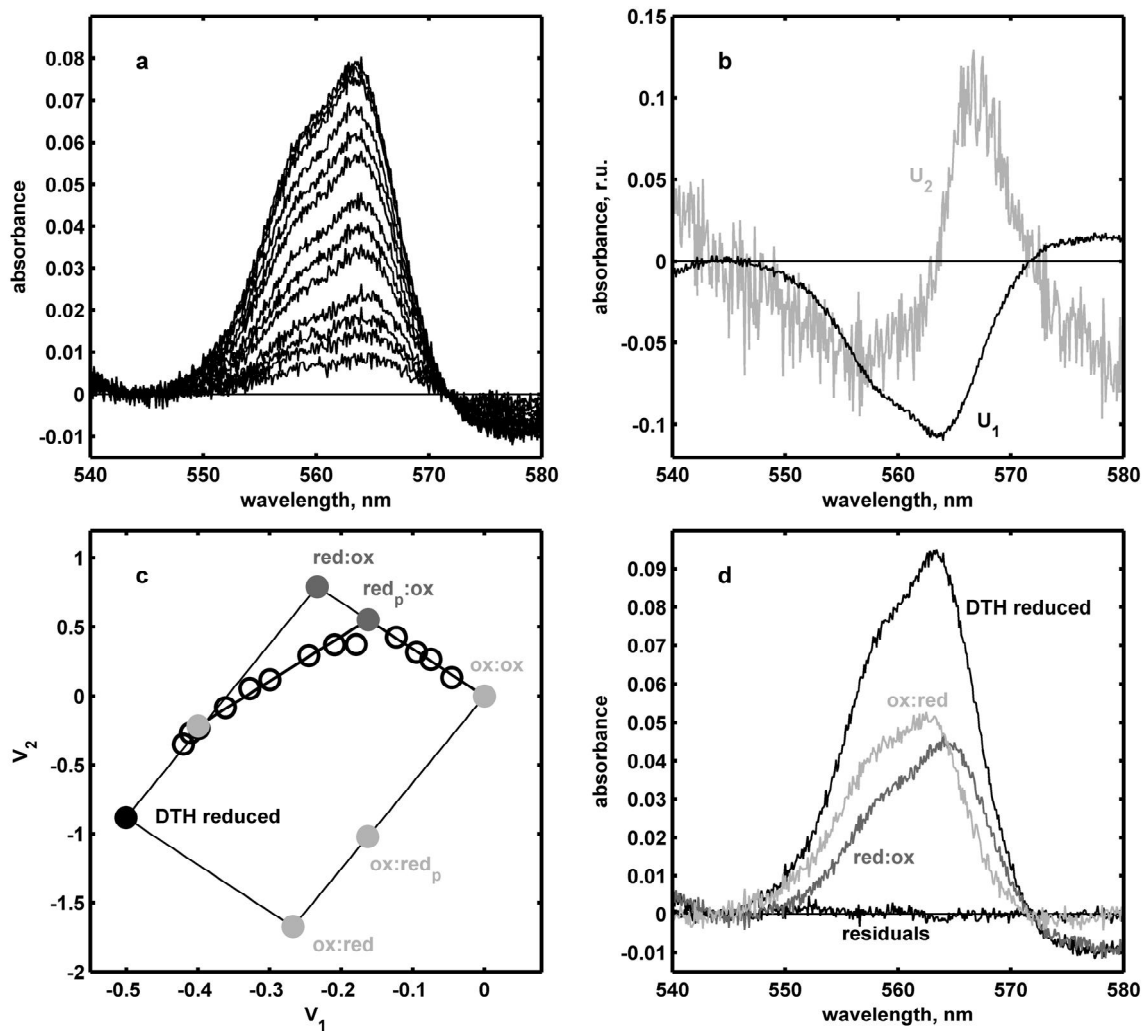 a
0.08
0.07
0.06
0.05
0.04
0.03
0.02
0.01
0
-0.01
absorbance
540 550 560 570 580
wavelength, nm
b
0.15
0.1
0.05
0
-0.05
-0.1
absorbance, r.u.
U2
U1
540 550 560 570 580
wavelength, nm
c
1
0.5
0
-0.5
-1
-1.5
-2
V2
red:ox
redp:ox
ox:ox
DTH reduced
ox:redp
ox:red
-0.5 -0.4 -0.3 -0.2 -0.1 0
V1
d
0.09
0.08
0.07
0.06
0.05
0.04
0.03
0.02
0.01
0
-0.01
absorbance
DTH reduced
ox:red
red:ox
residuals
540 550 560 570 580
wavelength, nm